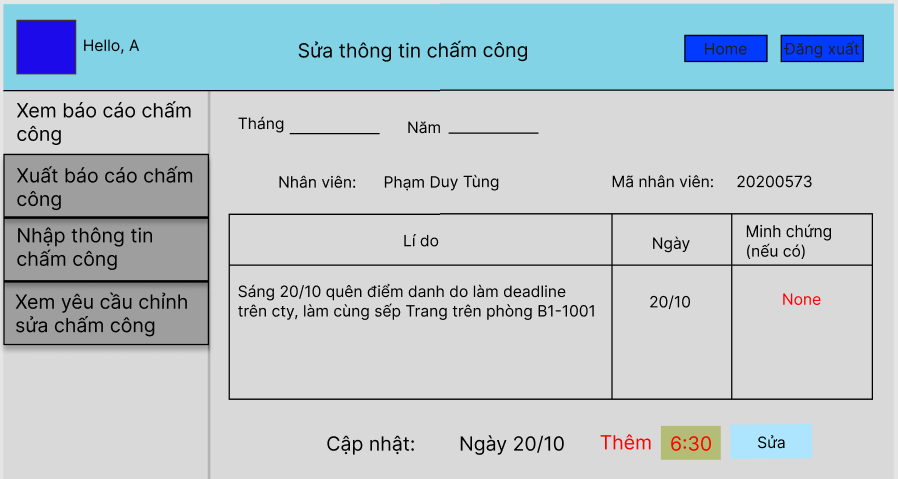 Hello, A
Sửa thông tin chấm công
Home
Đăng xuất
Xem báo cáo chấm
công
Xuất báo cáo chấm
công
Nhập thông tin
chấm công
Xem yêu cầu chỉnh
sửa chấm công
Tháng
Năm
Nhân viên: Phạm Duy Tùng
Mã nhân viên: 20200573
Lí do
Ngày
Minh chứng
(nếu có)
Sáng 20/10 quên điểm danh do làm deadline
trên cty, làm cùng sếp Trang trên phòng B1-1001
20/10
None
Cập nhật: Ngày 20/10 Thêm 6:30 Sửa